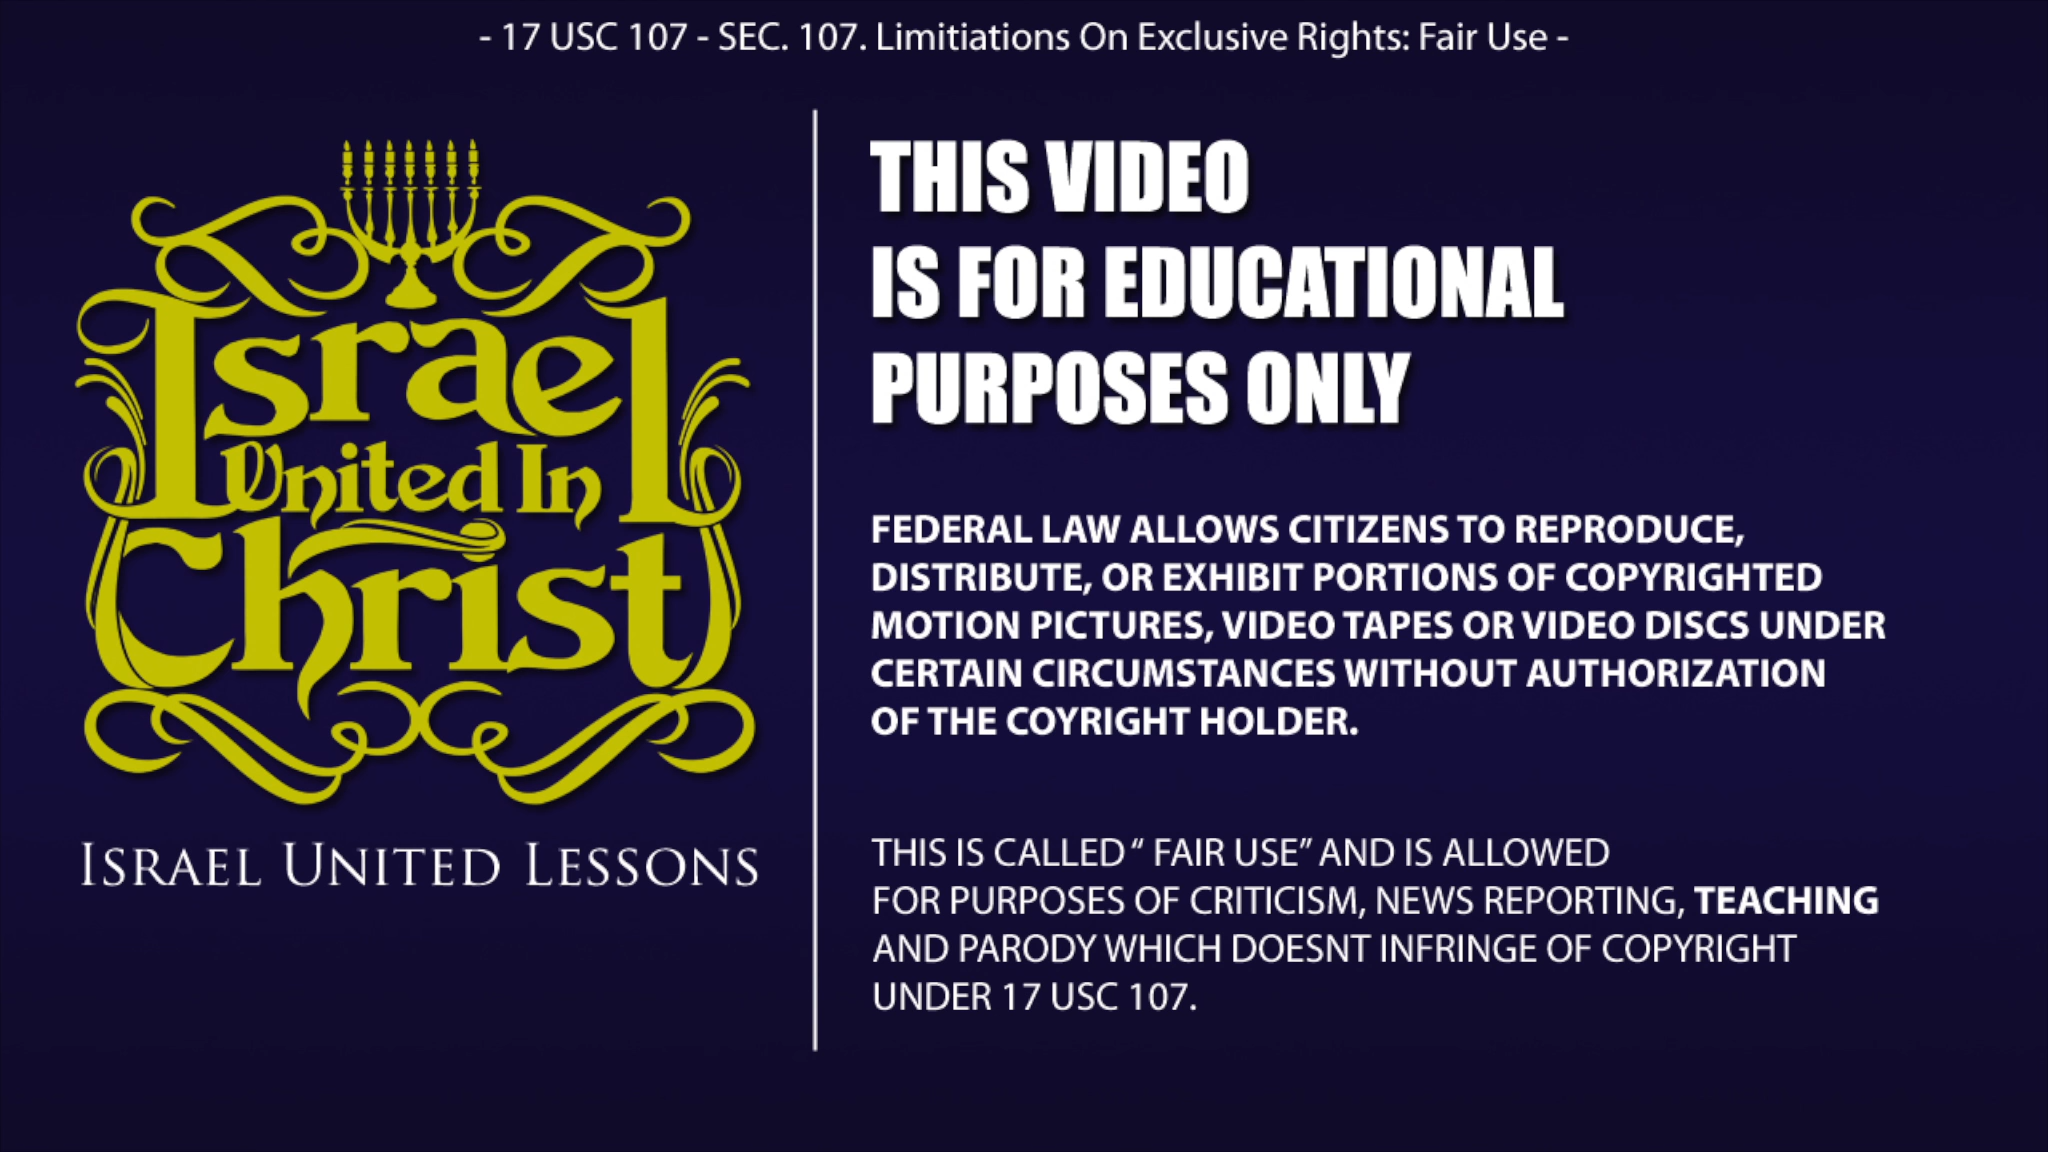 - 17 USC 107 - SEC. 107. Limitiations On Exclusive Rights: Fair Use -
Israel
United In
Christ
ISRAEL UNITED LESSONS
THIS VIDEO
IS FOR EDUCATIONAL
PURPOSES ONLY
FEDERAL LAW ALLOWS CITIZENS TO REPRODUCE,
DISTRIBUTE, OR EXHIBIT PORTIONS OF COPYRIGHTED
MOTION PICTURES, VIDEO TAPES OR VIDEO DISCS UNDER
CERTAIN CIRCUMSTANCES WITHOUT AUTHORIZATION
OF THE COYRIGHT HOLDER.
THIS IS CALLED “ FAIR USE” AND IS ALLOWED
FOR PURPOSES OF CRITICISM, NEWS REPORTING, TEACHING
AND PARODY WHICH DOESNT INFRINGE OF COPYRIGHT
UNDER 17 USC 107.